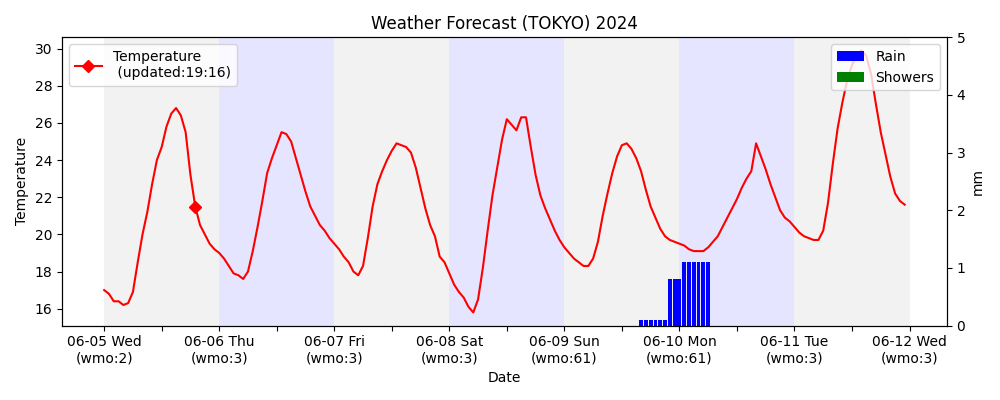 Weather Forecast (TOKYO) 2024
Temperature
(updated:19:16)
Rain
Showers
30
28
26
24
22
20
18
16
Temperature
5
4
3
2
1
0
mm
06-05 Wed
(wmo:2)
06-06 Thu
(wmo:3)
06-07 Fri
(wmo:3)
06-08 Sat
(wmo:3)
06-09 Sun
(wmo:61)
06-10 Mon
(wmo:61)
06-11 Tue
(wmo:3)
06-12 Wed
(wmo:3)
Date